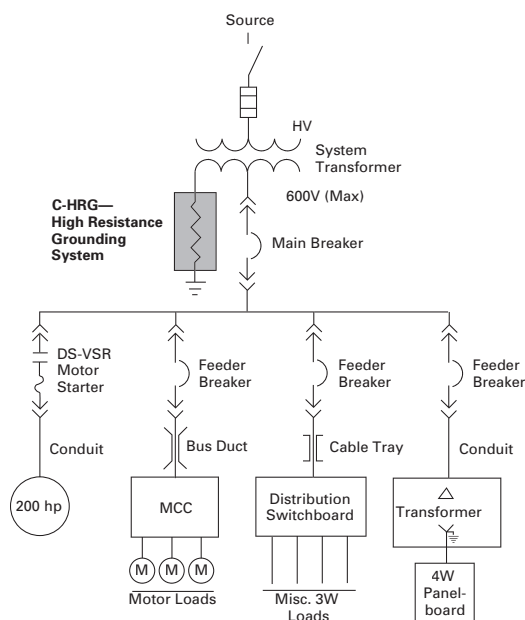 Source
HV
System
Transformer
600V (Max)
C-HRG—
High Resistance
Grounding
System
Main Breaker
DS-VSR
Motor
Starter
Feeder
Breaker
Feeder
Breaker
Feeder
Breaker
Conduit
Bus Duct
Cable Tray
Conduit
200 hp
MCC
Distribution
Switchboard
Transformer
M
M
M
Motor Loads
Misc. 3W
Loads
4W
Panel-
board